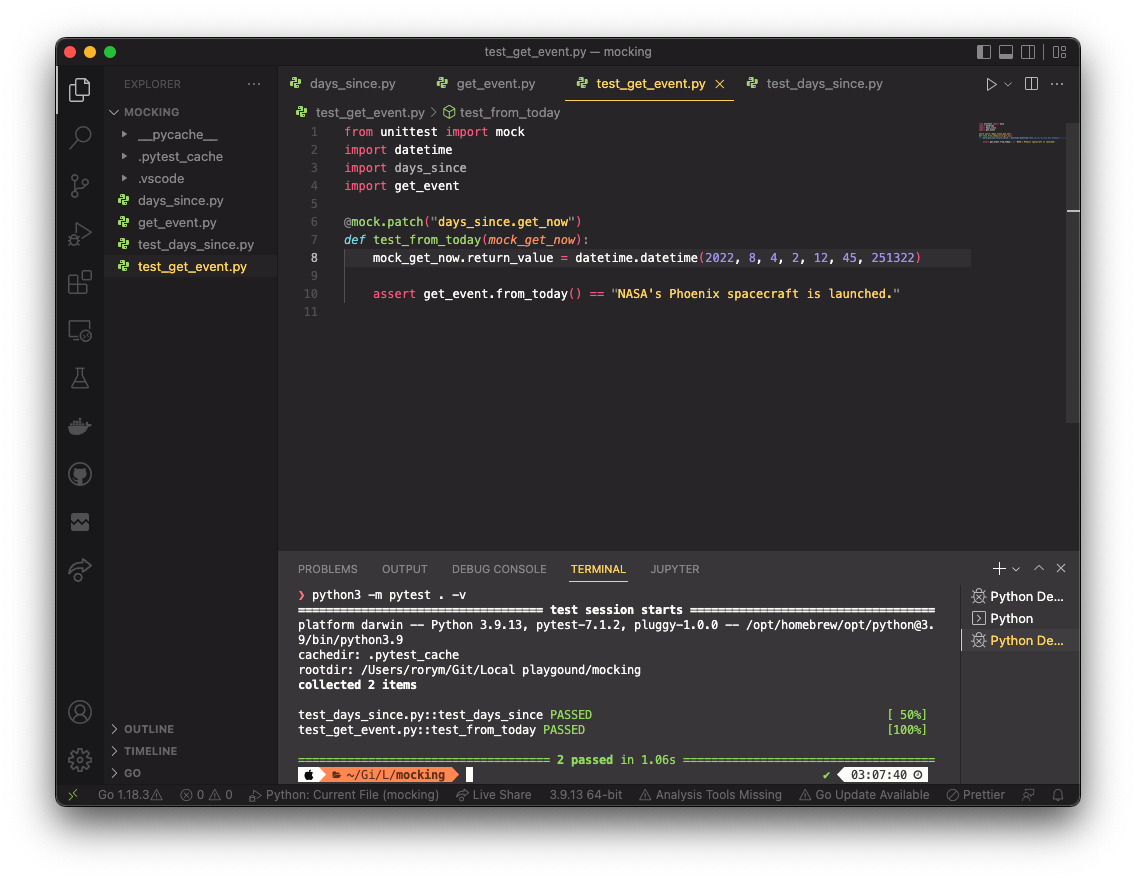 test_get_event.py — mocking
EXPLORER
MOCKING
__pycache__
.pytest_cache
.vscode
days_since.py
get_event.py
test_days_since.py
test_get_event.py
OUTLINE
TIMELINE
GO
days_since.py get_event.py test_get_event.py test_days_since.py
test_get_event.py > test_from_today
1 from unittest import mock
2 import datetime
3 import days_since
4 import get_event
5
6 @mock.patch("days_since.get_now")
7 def test_from_today(mock_get_now):
8 mock_get_now.return_value = datetime.datetime(2022, 8, 4, 2, 12, 45, 251322)
9
10 assert get_event.from_today() == "NASA's Phoenix spacecraft is launched."
11
PROBLEMS OUTPUT DEBUG CONSOLE TERMINAL JUPYTER
❯ python3 -m pytest . -v
================================== test session starts ==================================
platform darwin -- Python 3.9.13, pytest-7.1.2, pluggy-1.0.0 -- /opt/homebrew/opt/python@3.
9/bin/python3.9
cachedir: .pytest_cache
rootdir: /Users/rorym/Git/Local playgound/mocking
collected 2 items
test_days_since.py::test_days_since PASSED [ 50%]
test_get_event.py::test_from_today PASSED [100%]
=================================== 2 passed in 1.06s ===================================
~/Gi/L/mocking ✔ 03:07:40
Python De...
Python
Python De...
Go 1.18.3 0 0 Python: Current File (mocking) Live Share 3.9.13 64-bit Analysis Tools Missing Go Update Available Prettier